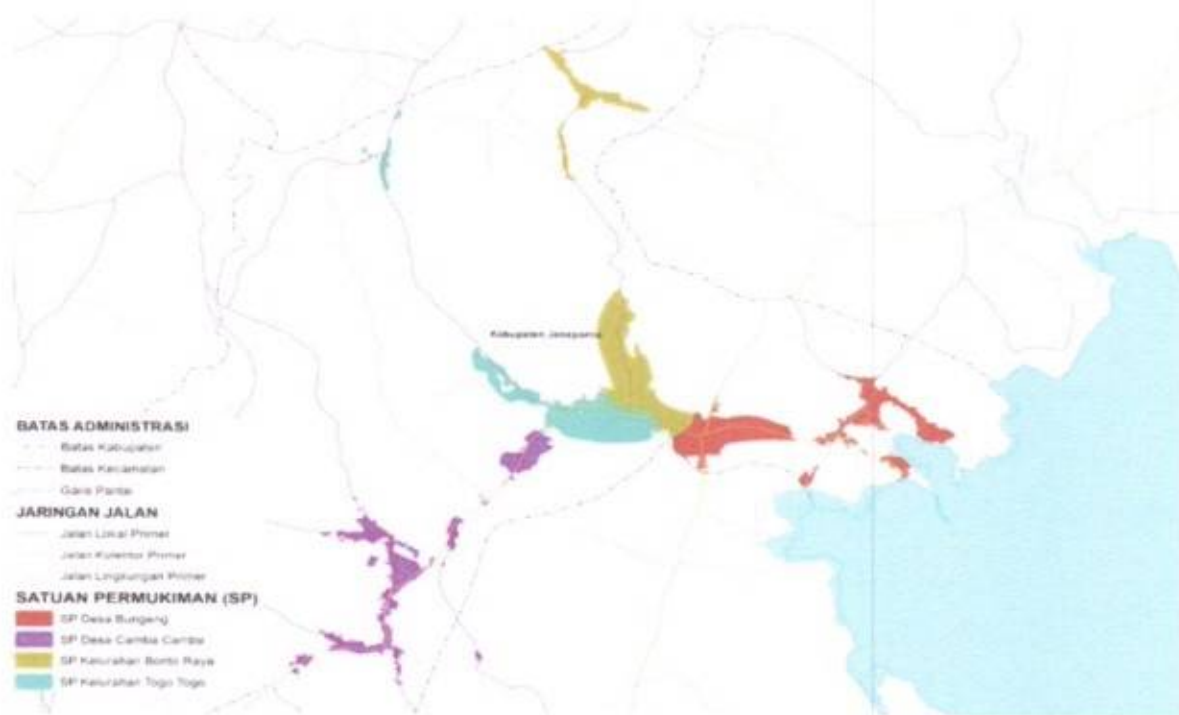 Kabupaten Jeneponto
BATAS ADMINISTRASI
Batas Kabupaten
Batas Kecamatan
Garis Pantai
JARINGAN JALAN
Jalan Lokal Primer
Jalan Kolektor Primer
Jalan Lingkungan Primer
SATUAN PERMUKIMAN (SP)
SP Desa Bungeng
SP Desa Camba Camba
SP Kelurahan Bonto Raya
SP Kelurahan Togo Togo